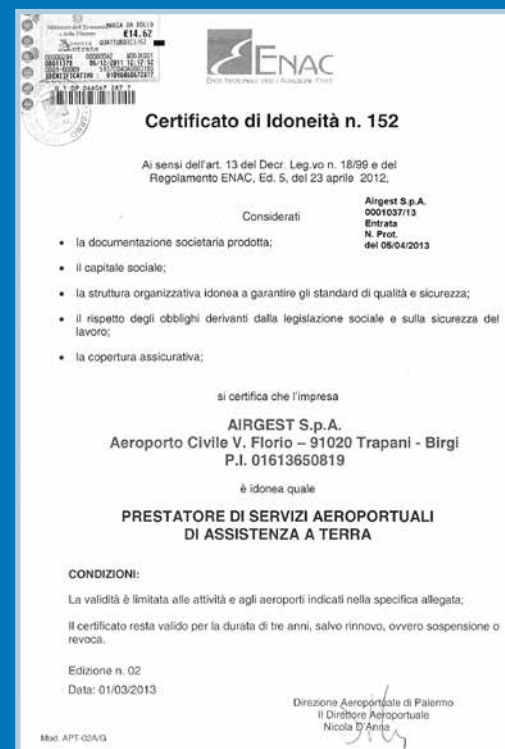 MARCA DA BOLLO
€14,62
ENAC
Certificato di Idoneità n. 152
Ai sensi dell'art. 13 del Decr. Leg.vo n. 18/99 e del
Regolamento ENAC, Ed. 5, del 23 aprile 2012,
Considerati
Airgest S.p.A.
0001037/13
Entrata
N. Prot.
del 05/04/2013
• la documentazione societaria prodotta;
• il capitale sociale;
• la struttura organizzativa idonea a garantire gli standard di qualità e sicurezza;
• il rispetto degli obblighi derivanti dalla legislazione sociale e sulla sicurezza del
lavoro;
• la copertura assicurativa;
si certifica che l'impresa
AIRGEST S.p.A.
Aeroporto Civile V. Florio – 91020 Trapani - Birgi
P.I. 01613650819
è idonea quale
PRESTATORE DI SERVIZI AEROPORTUALI
DI ASSISTENZA A TERRA
CONDIZIONI:
La validità è limitata alle attività e agli aeroporti indicati nella specifica allegata;
Il certificato resta valido per la durata di tre anni, salvo rinnovo, ovvero sospensione o
revoca.
Edizione n. 02
Data: 01/03/2013
Direzione Aeroportuale di Palermo
Il Direttore Aeroportuale
Nicola D'Anna
Mod. APT-02A/G